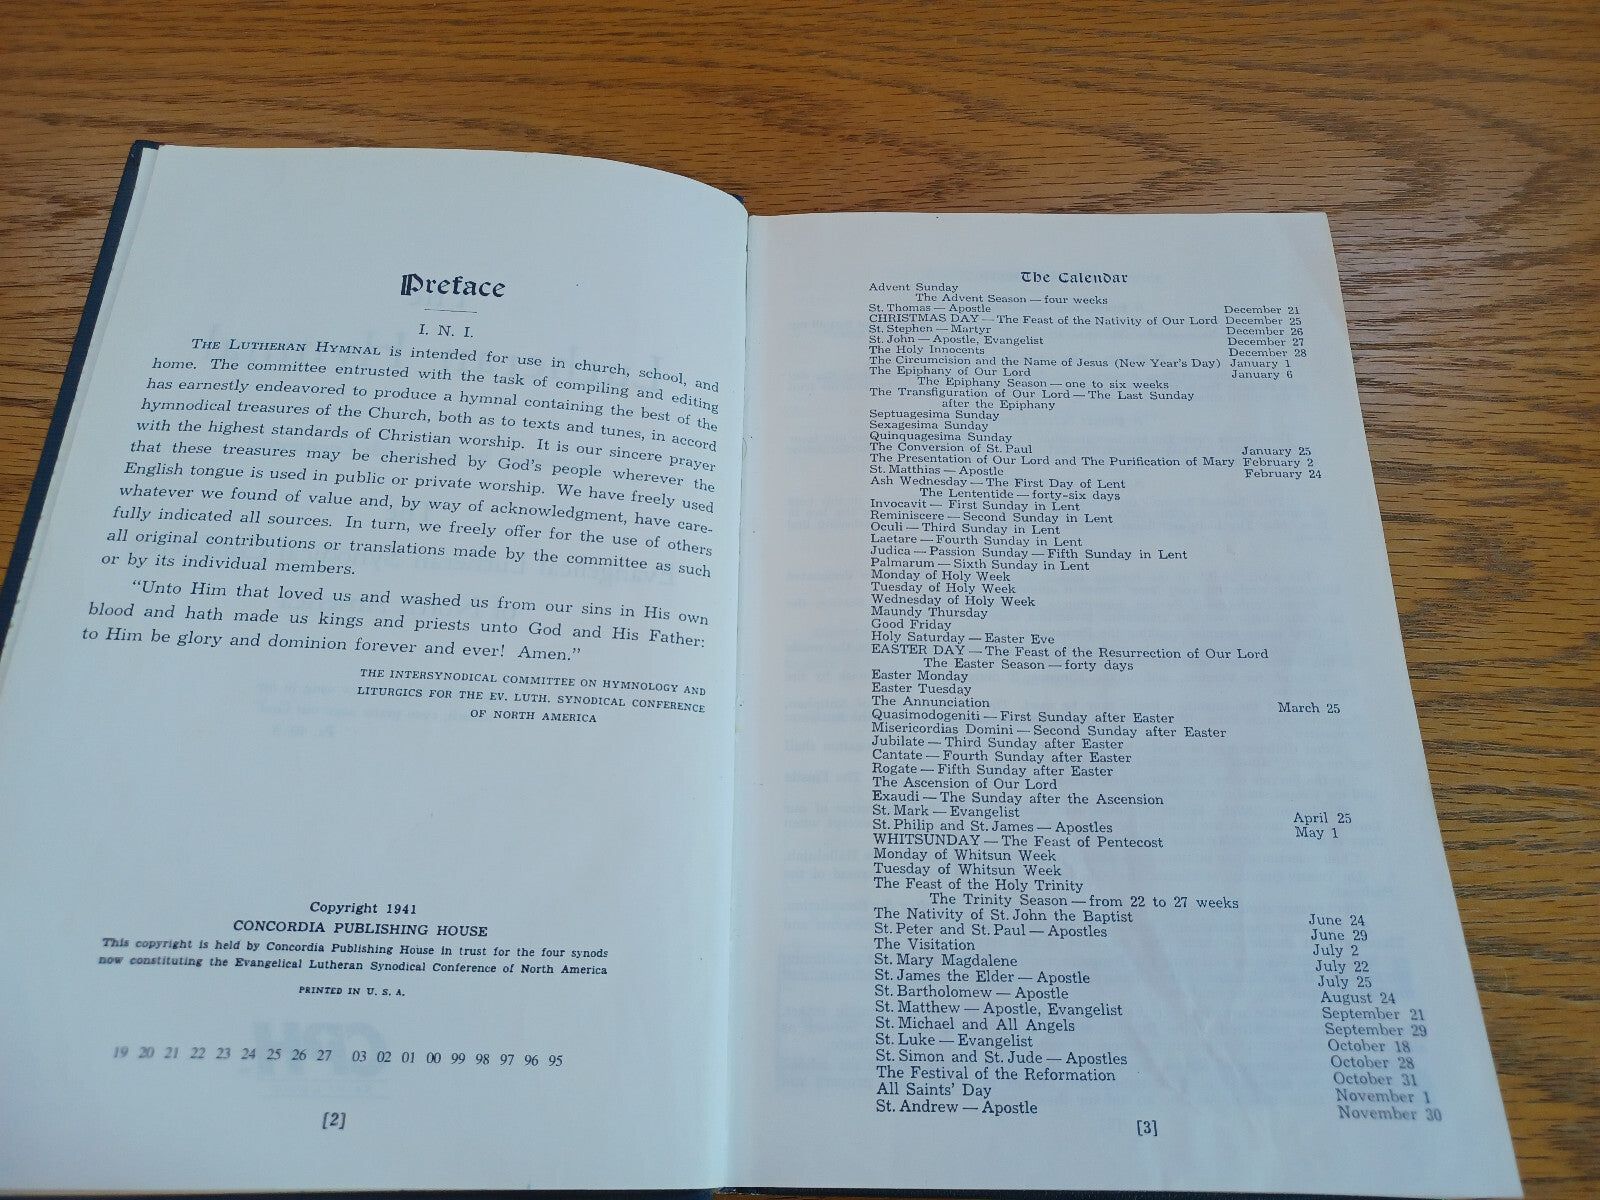 Preface
I. N. I.
THE LUTHERAN HYMNAL is intended for use in church, school, and
home. The committee entrusted with the task of compiling and editing
has earnestly endeavored to produce a hymnal containing the best of the
hymnodical treasures of the Church, both as to texts and tunes, in accord
with the highest standards of Christian worship. It is our sincere prayer
that these treasures may be cherished by God's people wherever the
English tongue is used in public or private worship. We have freely used
whatever we found of value and, by way of acknowledgment, have care-
fully indicated all sources. In turn, we freely offer for the use of others
all original contributions or translations made by the committee as such
or by its individual members.
"Unto Him that loved us and washed us from our sins in His own
blood and hath made us kings and priests unto God and His Father:
to Him be glory and dominion forever and ever! Amen."
THE INTERSYNODICAL COMMITTEE ON HYMNOLOGY AND
LITURGICS FOR THE EV. LUTH. SYNODICAL CONFERENCE
OF NORTH AMERICA
Copyright 1941
CONCORDIA PUBLISHING HOUSE
This copyright is held by Concordia Publishing House in trust for the four synods
now constituting the Evangelical Lutheran Synodical Conference of North America
PRINTED IN U. S. A.
19 20 21 22 23 24 25 26 27 03 02 01 00 99 98 97 96 95
[2]
The Calendar
Advent Sunday
The Advent Season — four weeks
St. Thomas — Apostle December 21
CHRISTMAS DAY — The Feast of the Nativity of Our Lord December 25
St. Stephen — Martyr December 26
St. John — Apostle, Evangelist December 27
The Holy Innocents December 28
The Circumcision and the Name of Jesus (New Year's Day) January 1
The Epiphany of Our Lord January 6
The Epiphany Season — one to six weeks
The Transfiguration of Our Lord — The Last Sunday
after the Epiphany
Septuagesima Sunday
Sexagesima Sunday
Quinquagesima Sunday
The Conversion of St. Paul January 25
The Presentation of Our Lord and The Purification of Mary February 2
St. Matthias — Apostle February 24
Ash Wednesday — The First Day of Lent
The Lententide — forty-six days
Invocavit — First Sunday in Lent
Reminiscere — Second Sunday in Lent
Oculi — Third Sunday in Lent
Laetare — Fourth Sunday in Lent
Judica — Passion Sunday — Fifth Sunday in Lent
Palmarum — Sixth Sunday in Lent
Monday of Holy Week
Tuesday of Holy Week
Wednesday of Holy Week
Maundy Thursday
Good Friday
Holy Saturday — Easter Eve
EASTER DAY — The Feast of the Resurrection of Our Lord
The Easter Season — forty days
Easter Monday
Easter Tuesday
The Annunciation March 25
Quasimodogeniti — First Sunday after Easter
Misericordias Domini — Second Sunday after Easter
Jubilate — Third Sunday after Easter
Cantate — Fourth Sunday after Easter
Rogate — Fifth Sunday after Easter
The Ascension of Our Lord
Exaudi — The Sunday after the Ascension
St. Mark — Evangelist April 25
St. Philip and St. James — Apostles May 1
WHITSUNDAY — The Feast of Pentecost
Monday of Whitsun Week
Tuesday of Whitsun Week
The Feast of the Holy Trinity
The Trinity Season — from 22 to 27 weeks
The Nativity of St. John the Baptist June 24
St. Peter and St. Paul — Apostles June 29
The Visitation July 2
St. Mary Magdalene July 22
St. James the Elder — Apostle July 25
St. Bartholomew — Apostle August 24
St. Matthew — Apostle, Evangelist September 21
St. Michael and All Angels September 29
St. Luke — Evangelist October 18
St. Simon and St. Jude — Apostles October 28
The Festival of the Reformation October 31
All Saints' Day November 1
St. Andrew — Apostle November 30
[3]